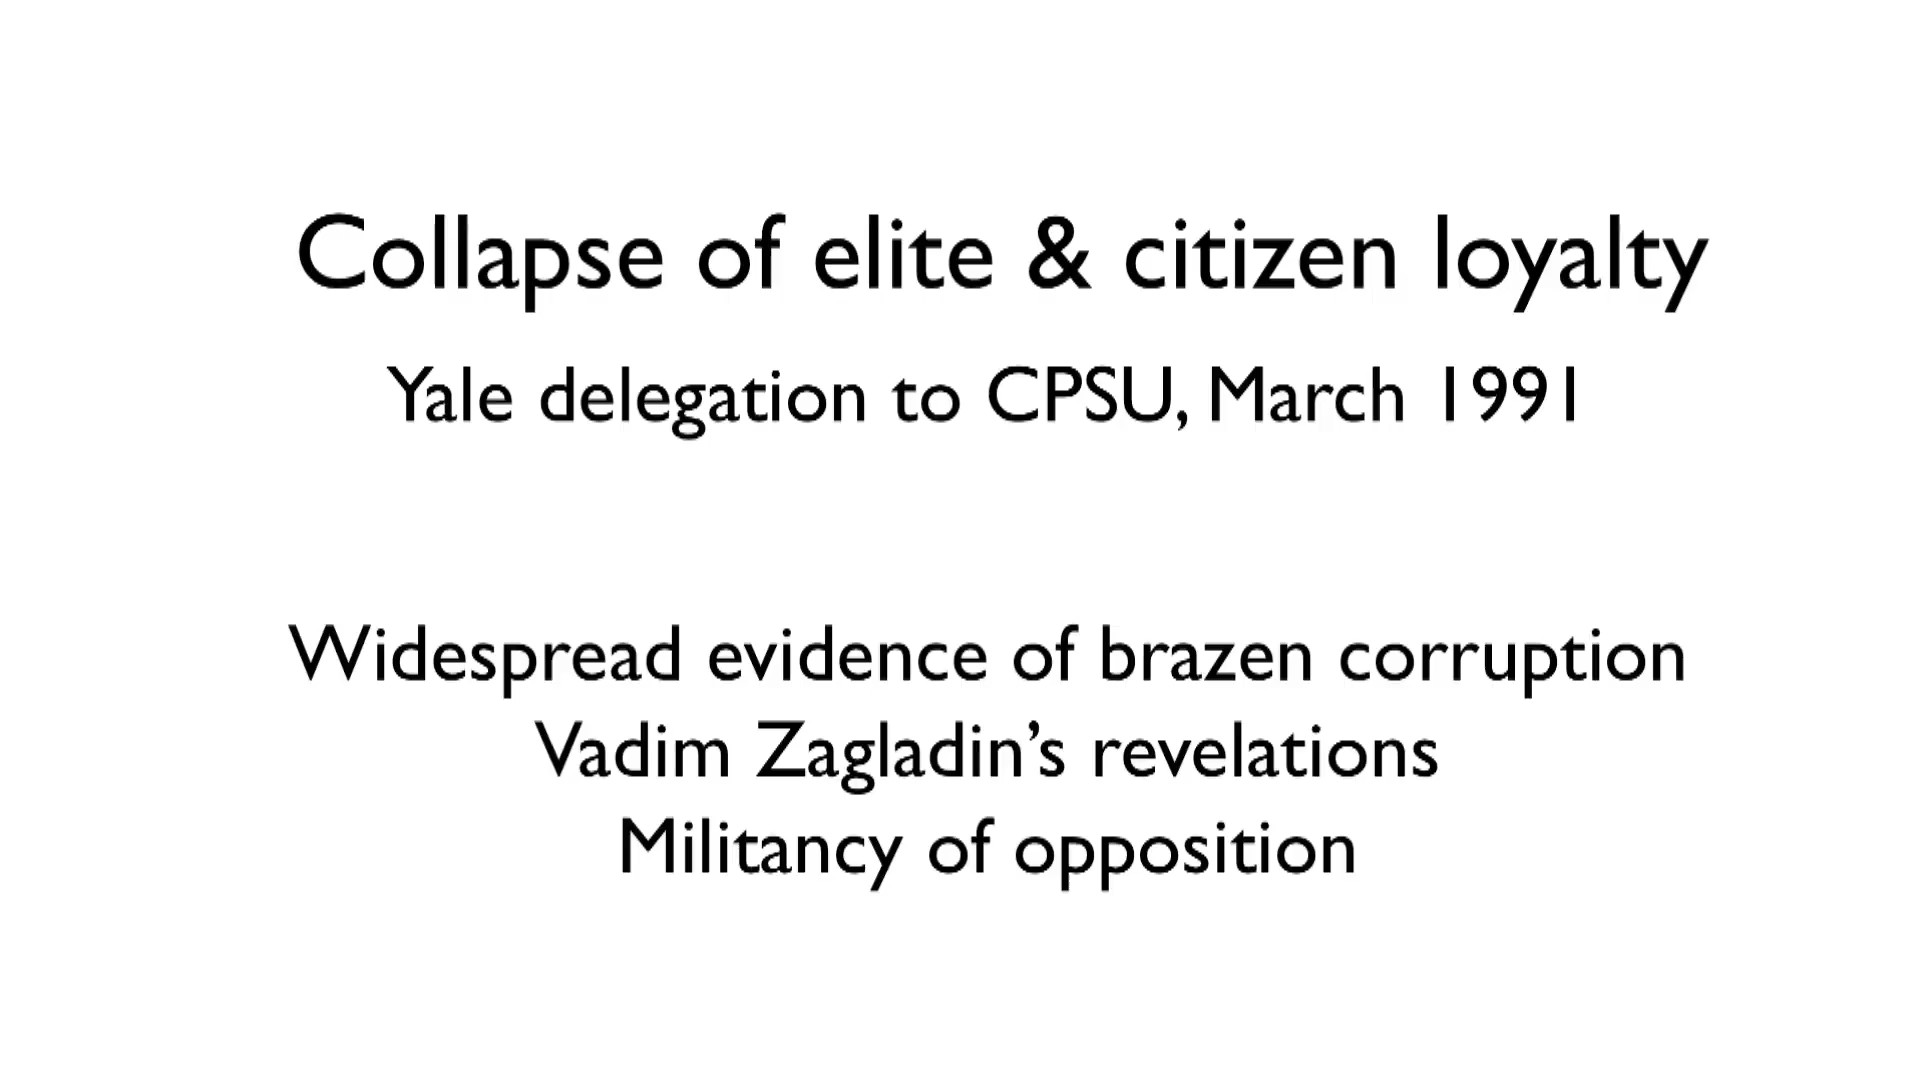 Collapse of elite & citizen loyalty
Yale delegation to CPSU, March 1991
Widespread evidence of brazen corruption
Vadim Zagladin’s revelations
Militancy of opposition